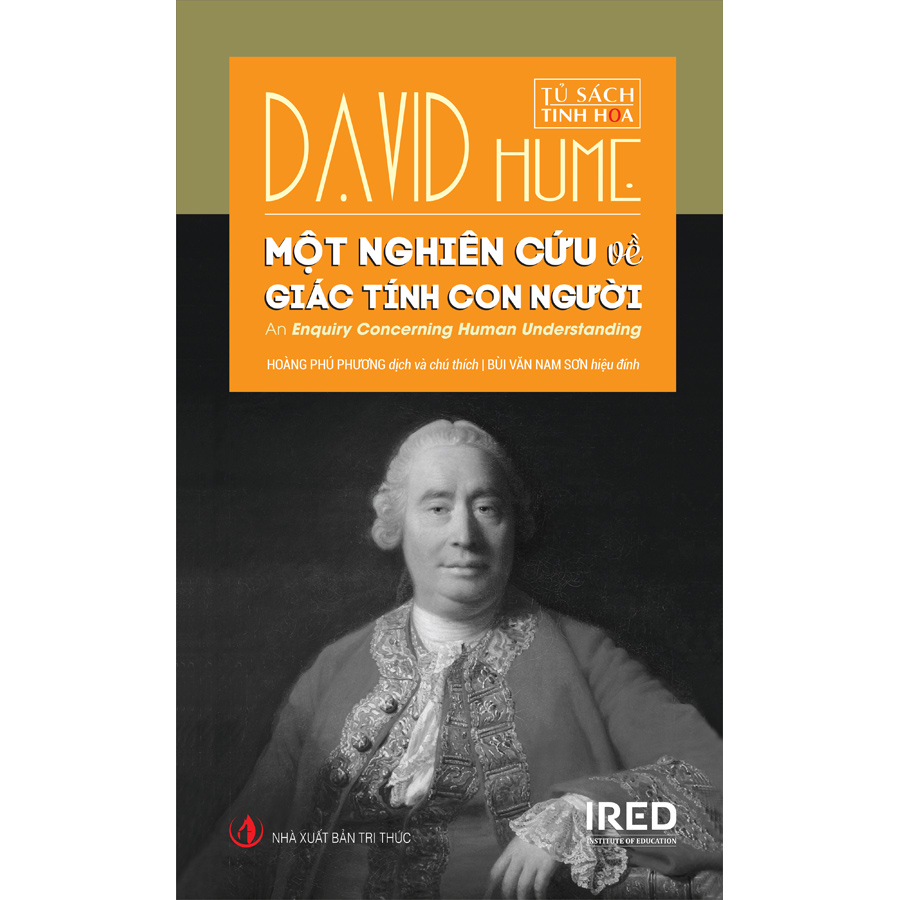 TỦ SÁCH
TINH HOA
DAVID HUME
MỘT NGHIÊN CỨU về
GIÁC TÍNH CON NGƯỜI
An Enquiry Concerning Human Understanding
HOÀNG PHÚ PHƯƠNG dịch và chú thích | BÙI VĂN NAM SƠN hiệu đính
NHÀ XUẤT BẢN TRI THỨC
IRED
INSTITUTE OF EDUCATION